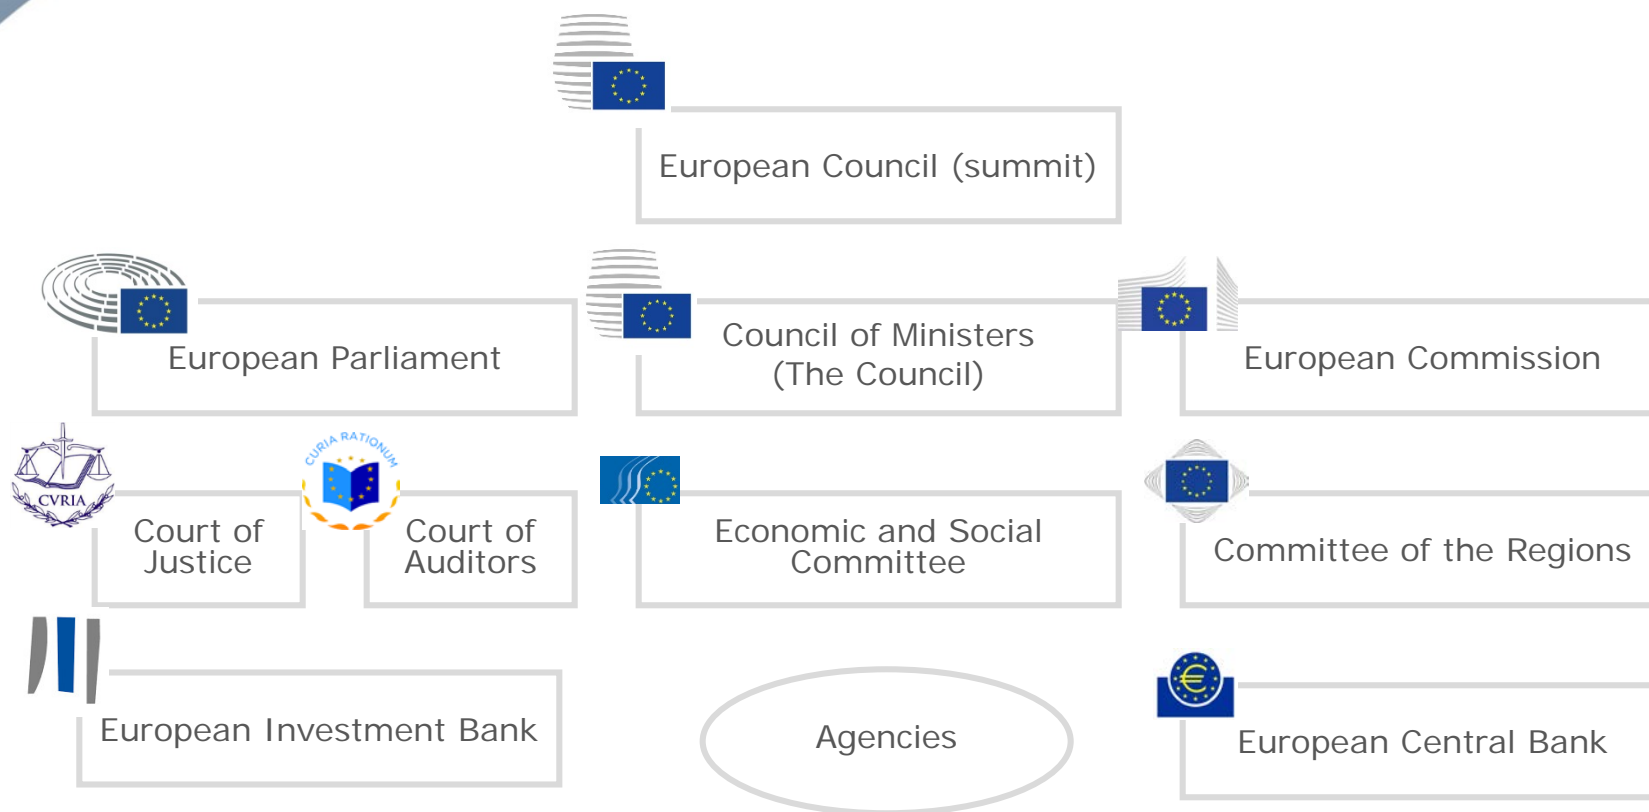 European Council (summit)
European Parliament
Council of Ministers
(The Council)
European Commission
CVRIA
CURIA RATIONUM
Court of
Justice
Court of
Auditors
Economic and Social
Committee
Committee of the Regions
European Investment Bank
Agencies
€
European Central Bank